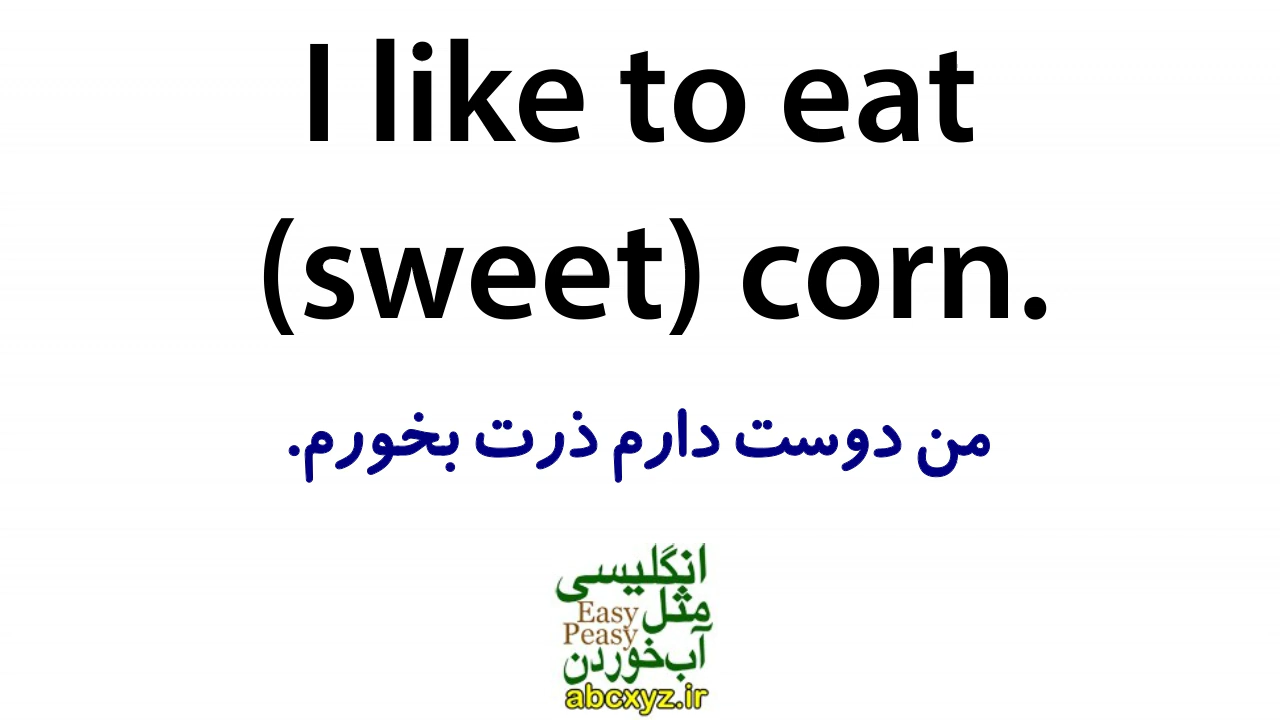 I like to eat
(sweet) corn.
من دوست دارم ذرت بخورم.
انگلیسی
مثل
Easy
Peasy
آب‌خوردن
abcxyz.ir